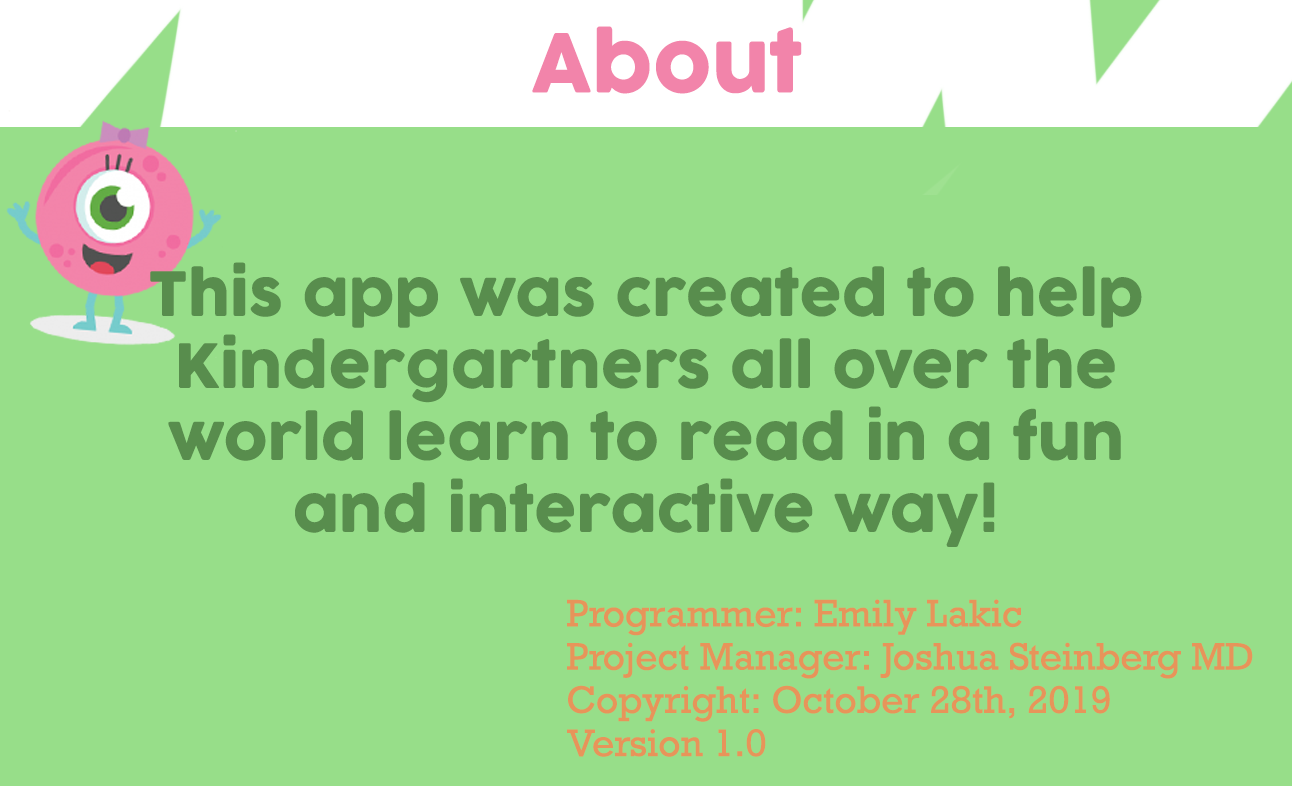 About
This app was created to help
Kindergartners all over the
world learn to read in a fun
and interactive way!
Programmer: Emily Lakic
Project Manager: Joshua Steinberg MD
Copyright: October 28th, 2019
Version 1.0